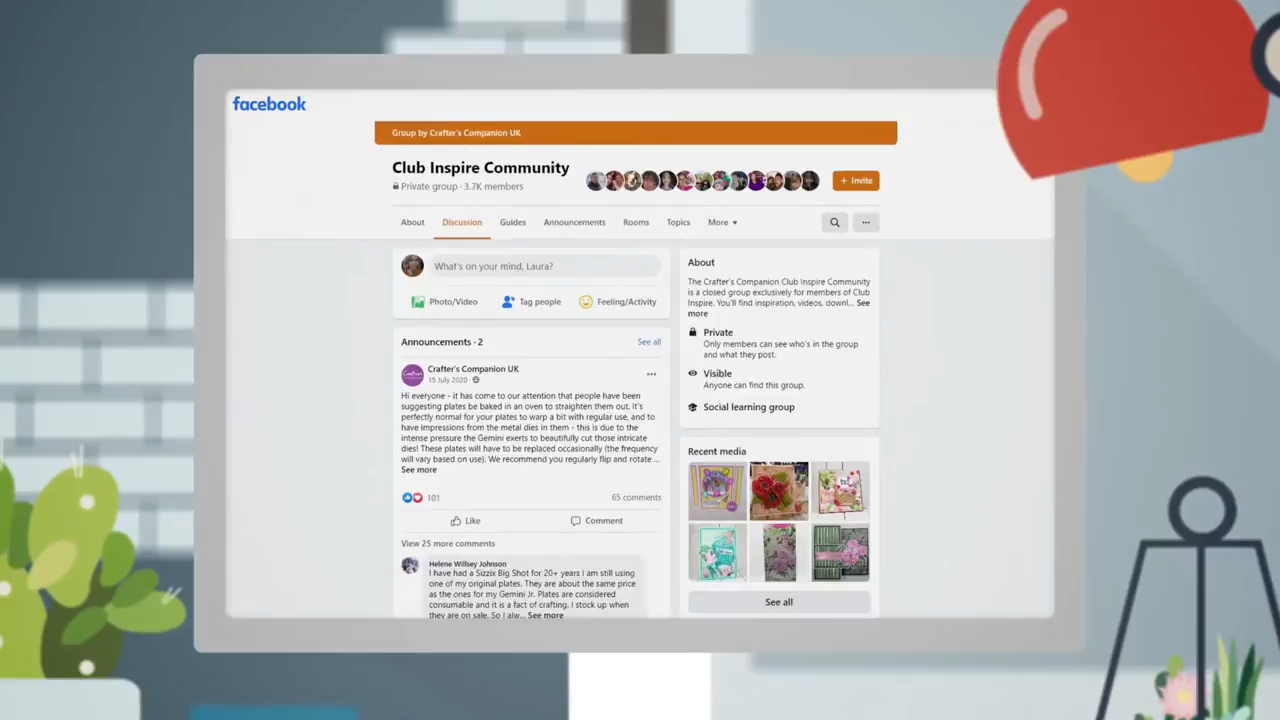 facebook
Group by Crafter's Companion UK
Club Inspire Community
Private group · 3.7K members
+ Invite
About
Discussion
Guides
Announcements
Rooms
Topics
More
What's on your mind, Laura?
Photo/Video
Tag people
Feeling/Activity
Announcements · 2
See all
Crafter's Companion UK
15 July 2020 ·
Hi everyone - it has come to our attention that people have been
suggesting plates be baked in an oven to straighten them out. It's
perfectly normal for your plates to warp a bit with regular use, and to
have impressions from the metal dies in them - this is due to the
intense pressure the Gemini exerts to beautifully cut those intricate
dies! These plates will have to be replaced occasionally (the frequency
will vary based on use). We recommend you regularly flip and rotate ...
See more
101
65 comments
Like
Comment
View 25 more comments
Helene Willsey Johnson
I have had a Sizzix Big Shot for 20+ years I am still using
one of my original plates. They are about the same price
as the ones for my Gemini Jr. Plates are considered
consumable and it is a fact of crafting. I stock up when
they are on sale. So I alw... See more
About
The Crafter's Companion Club Inspire Community
is a closed group exclusively for members of Club
Inspire. You'll find inspiration, videos, downl... See
more
Private
Only members can see who's in the group
and what they post.
Visible
Anyone can find this group.
Social learning group
Recent media
See all